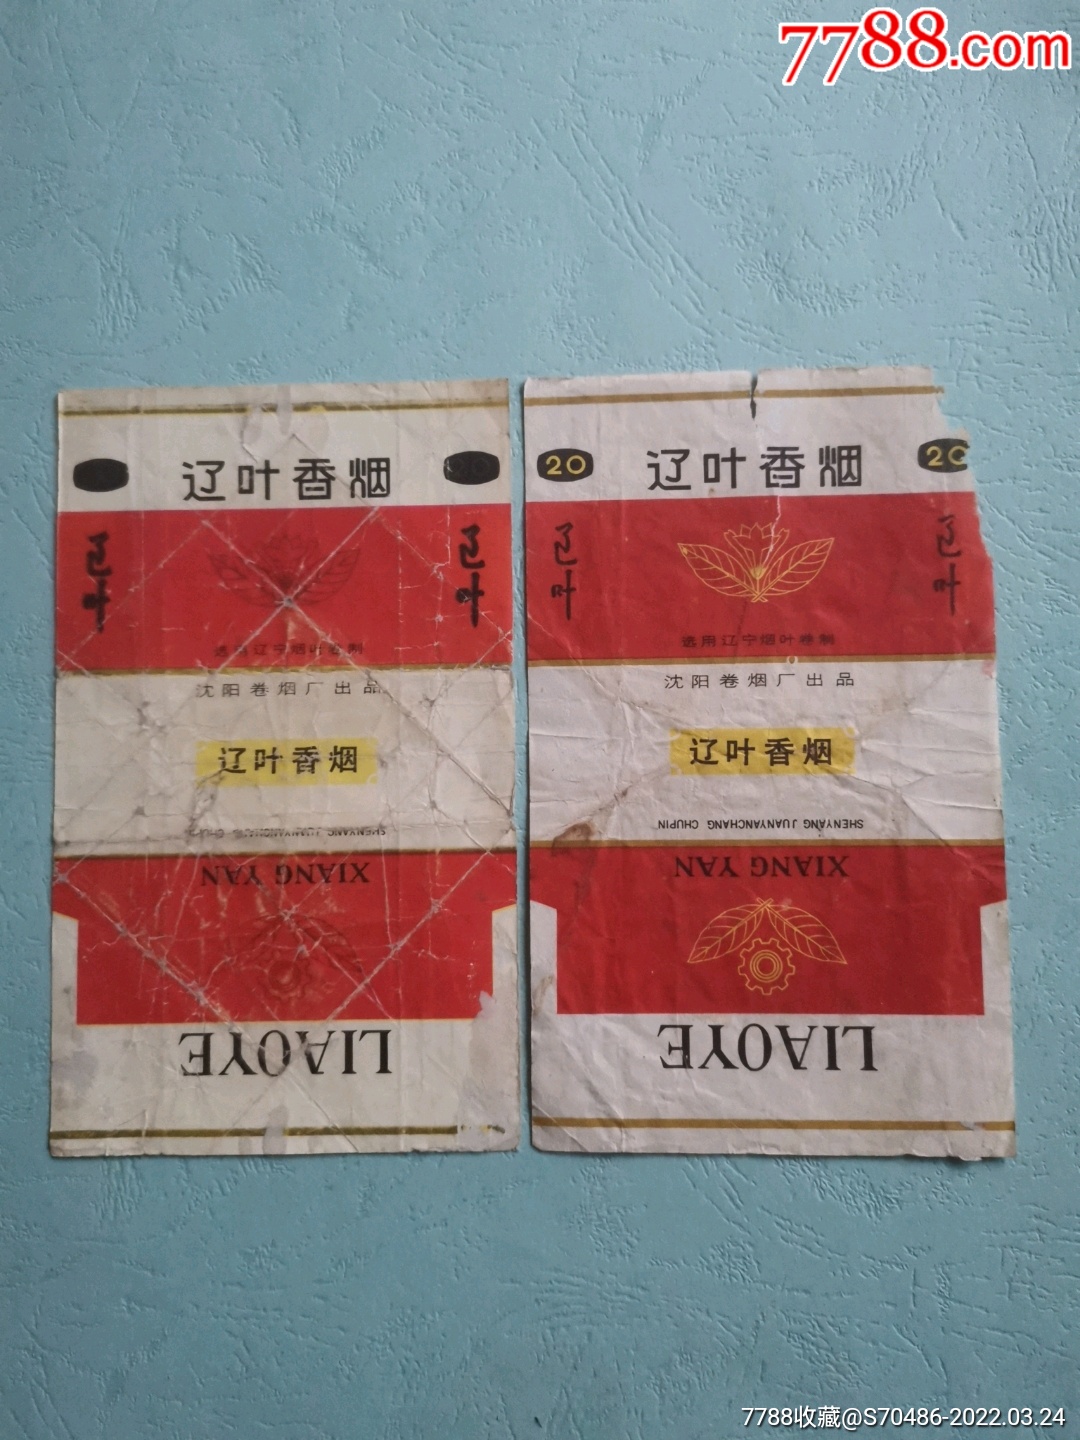 7788.com
辽叶香烟
辽叶
辽叶
选用辽宁烟叶卷制
沈阳卷烟厂出品
辽叶香烟
SHENYANG JUANYANCHANG CHUPIN
XIANG YAN
LIAOYE
20
辽叶香烟
20
辽叶
辽叶
选用辽宁烟叶卷制
沈阳卷烟厂出品
辽叶香烟
SHENYANG JUANYANCHANG CHUPIN
XIANG YAN
LIAOYE
7788收藏@S70486-2022.03.24